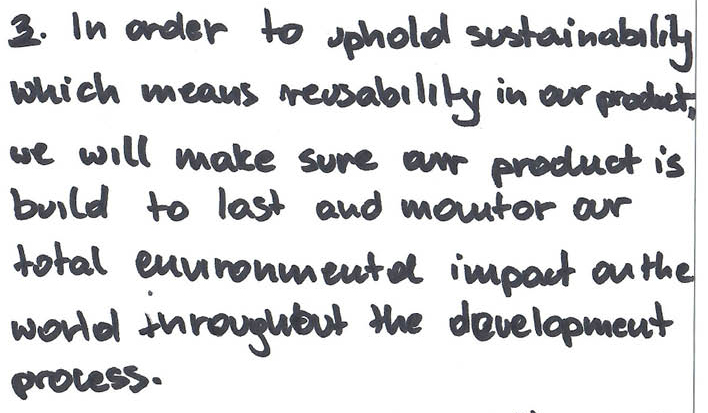 3. In order to uphold sustainability
which means reusability in our product,
we will make sure our product is
build to last and monitor our
total environmental impact on the
world throughout the development
process.